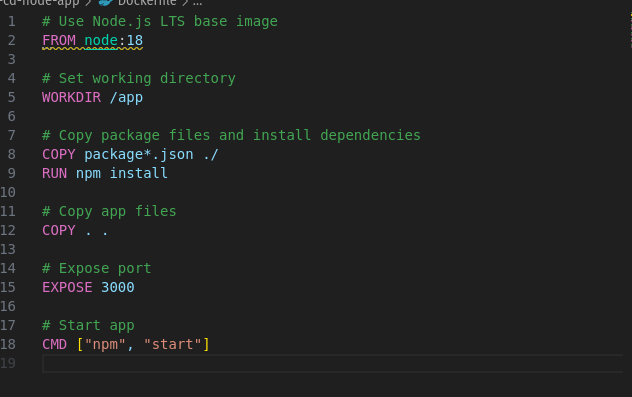 -cd-node-app > Dockerfile > ...
1 # Use Node.js LTS base image
2 FROM node:18
3
4 # Set working directory
5 WORKDIR /app
6
7 # Copy package files and install dependencies
8 COPY package*.json ./
9 RUN npm install
10
11 # Copy app files
12 COPY . .
13
14 # Expose port
15 EXPOSE 3000
16
17 # Start app
18 CMD ["npm", "start"]
19